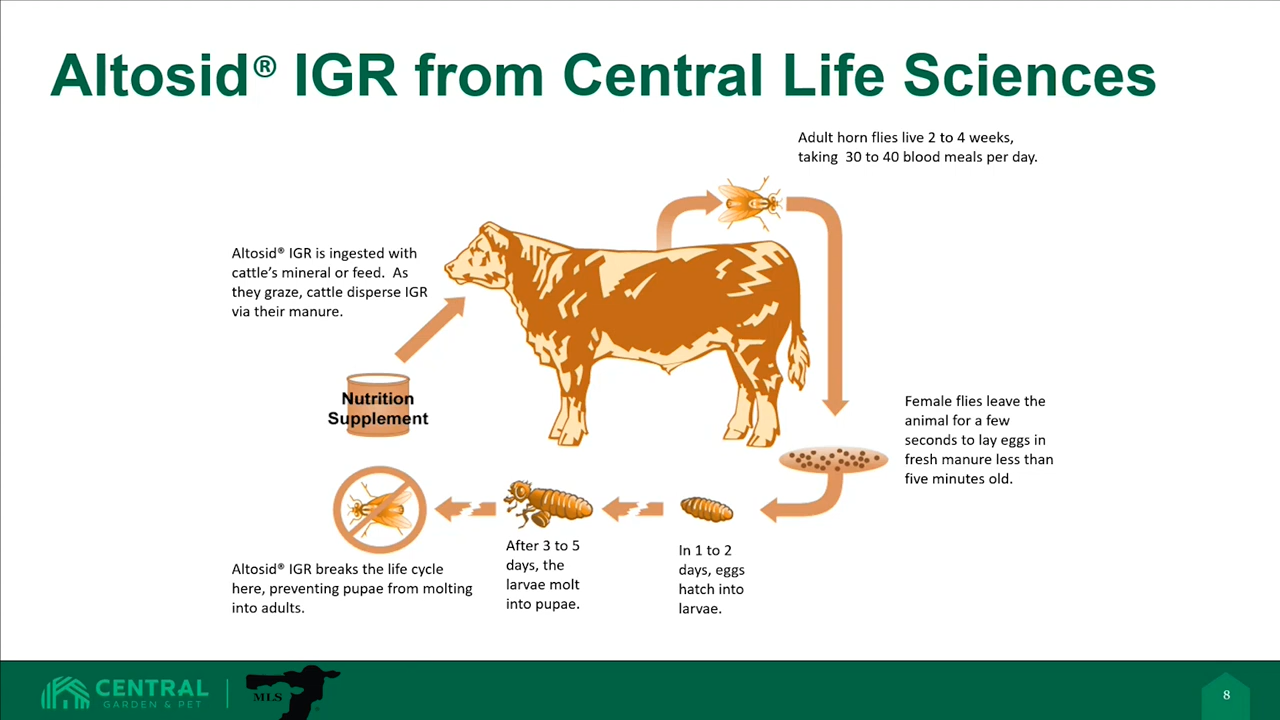 Altosid® IGR from Central Life Sciences
Adult horn flies live 2 to 4 weeks,
taking 30 to 40 blood meals per day.
Altosid® IGR is ingested with
cattle's mineral or feed. As
they graze, cattle disperse IGR
via their manure.
Nutrition
Supplement
Female flies leave the
animal for a few
seconds to lay eggs in
fresh manure less than
five minutes old.
In 1 to 2
days, eggs
hatch into
larvae.
After 3 to 5
days, the
larvae molt
into pupae.
Altosid® IGR breaks the life cycle
here, preventing pupae from molting
into adults.
CENTRAL
GARDEN & PET
MLS
8